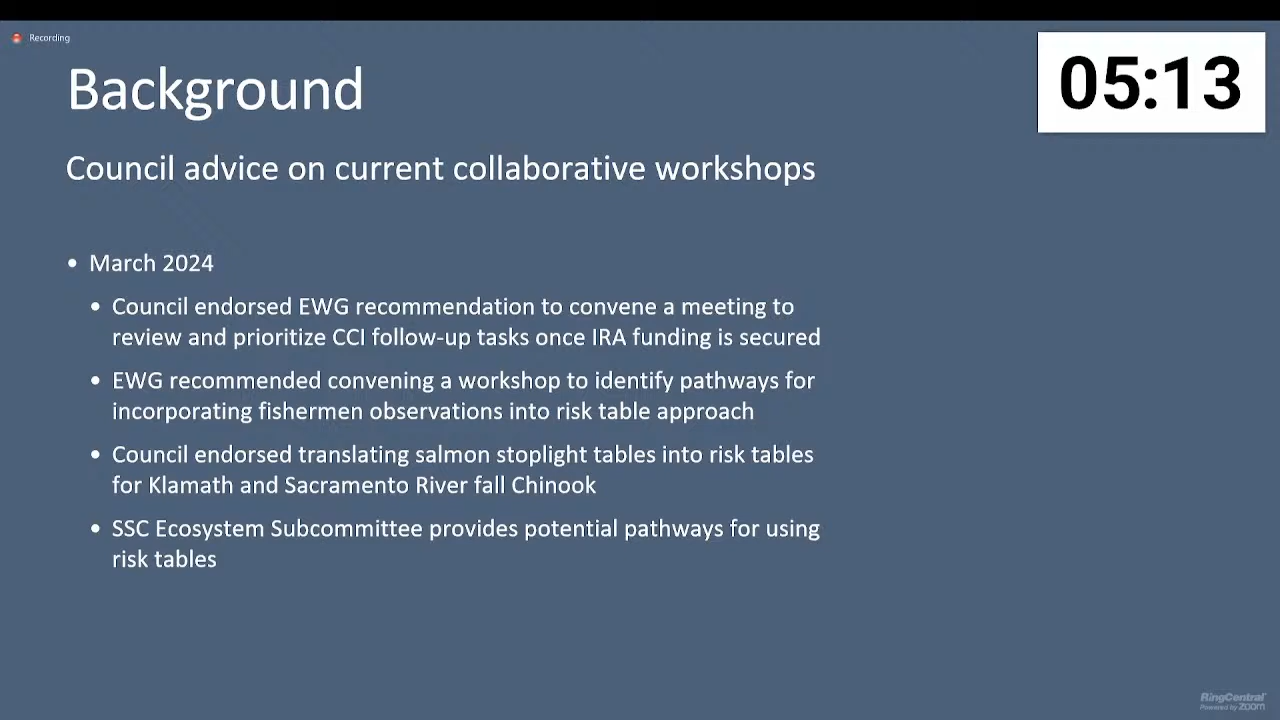 Recording
05:13
Background
Council advice on current collaborative workshops
• March 2024
• Council endorsed EWG recommendation to convene a meeting to
review and prioritize CCI follow-up tasks once IRA funding is secured
• EWG recommended convening a workshop to identify pathways for
incorporating fishermen observations into risk table approach
• Council endorsed translating salmon stoplight tables into risk tables
for Klamath and Sacramento River fall Chinook
• SSC Ecosystem Subcommittee provides potential pathways for using
risk tables
RingCentral
Powered by zoom